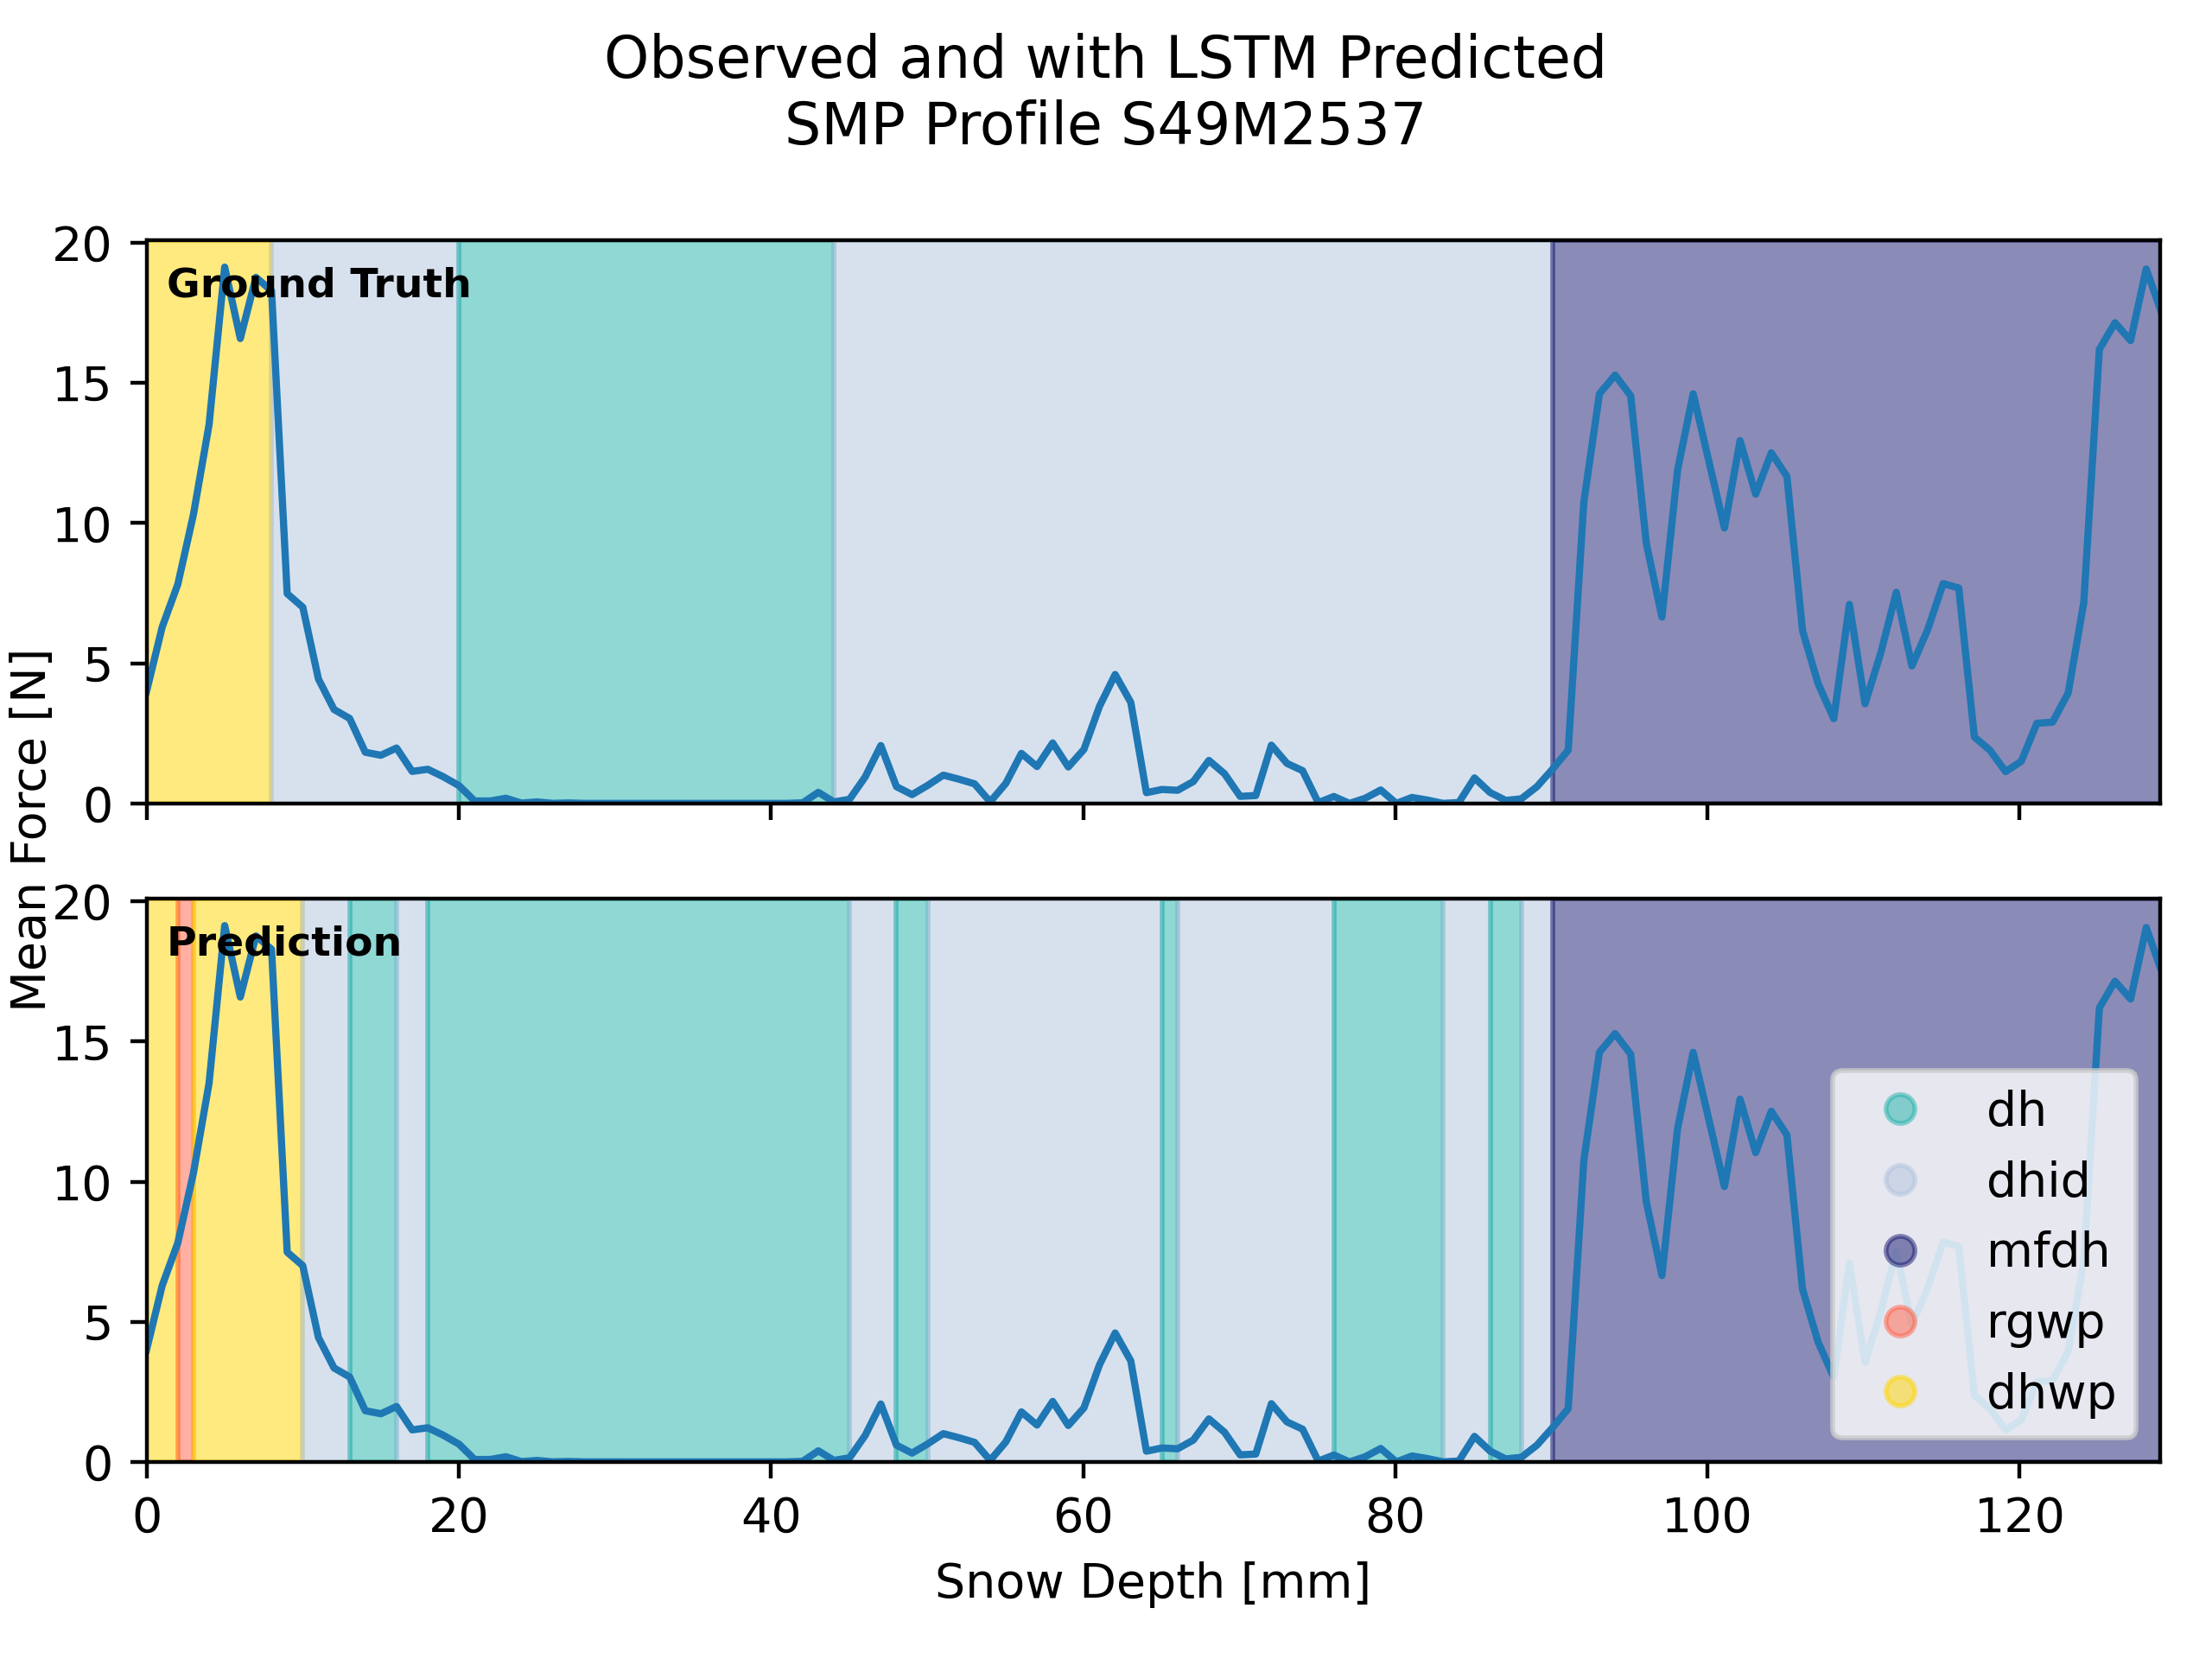 Observed and with LSTM Predicted
SMP Profile S49M2537
20
15
10
5
0
Ground Truth
Mean Force [N]
20
15
10
5
0
Prediction
dh
dhid
mfdh
rgwp
dhwp
0 20 40 60 80 100 120
Snow Depth [mm]